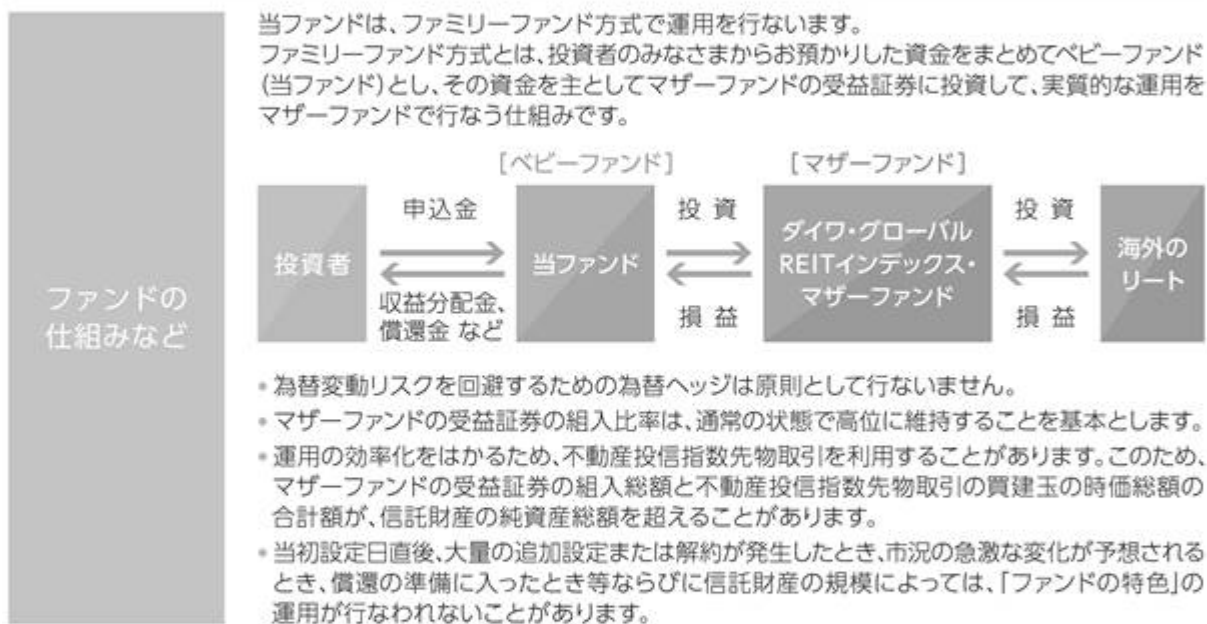 当ファンドは、ファミリーファンド方式で運用を行ないます。
ファミリーファンド方式とは、投資者のみなさまからお預かりした資金をまとめてベビーファンド
(当ファンド)とし、その資金を主としてマザーファンドの受益証券に投資して、実質的な運用を
マザーファンドで行なう仕組みです。
ファンドの
仕組みなど
[ベビーファンド]
[マザーファンド]
投資者
申込金
収益分配金、
償還金 など
当ファンド
投 資
損 益
ダイワ・グローバル
REITインデックス・
マザーファンド
投 資
損 益
海外の
リート
• 為替変動リスクを回避するための為替ヘッジは原則として行ないません。
• マザーファンドの受益証券の組入比率は、通常の状態で高位に維持することを基本とします。
• 運用の効率化をはかるため、不動産投信指数先物取引を利用することがあります。このため、
マザーファンドの受益証券の組入総額と不動産投信指数先物取引の買建玉の時価総額の
合計額が、信託財産の純資産総額を超えることがあります。
• 当初設定日直後、大量の追加設定または解約が発生したとき、市況の急激な変化が予想される
とき、償還の準備に入ったとき等ならびに信託財産の規模によっては、「ファンドの特色」の
運用が行なわれないことがあります。